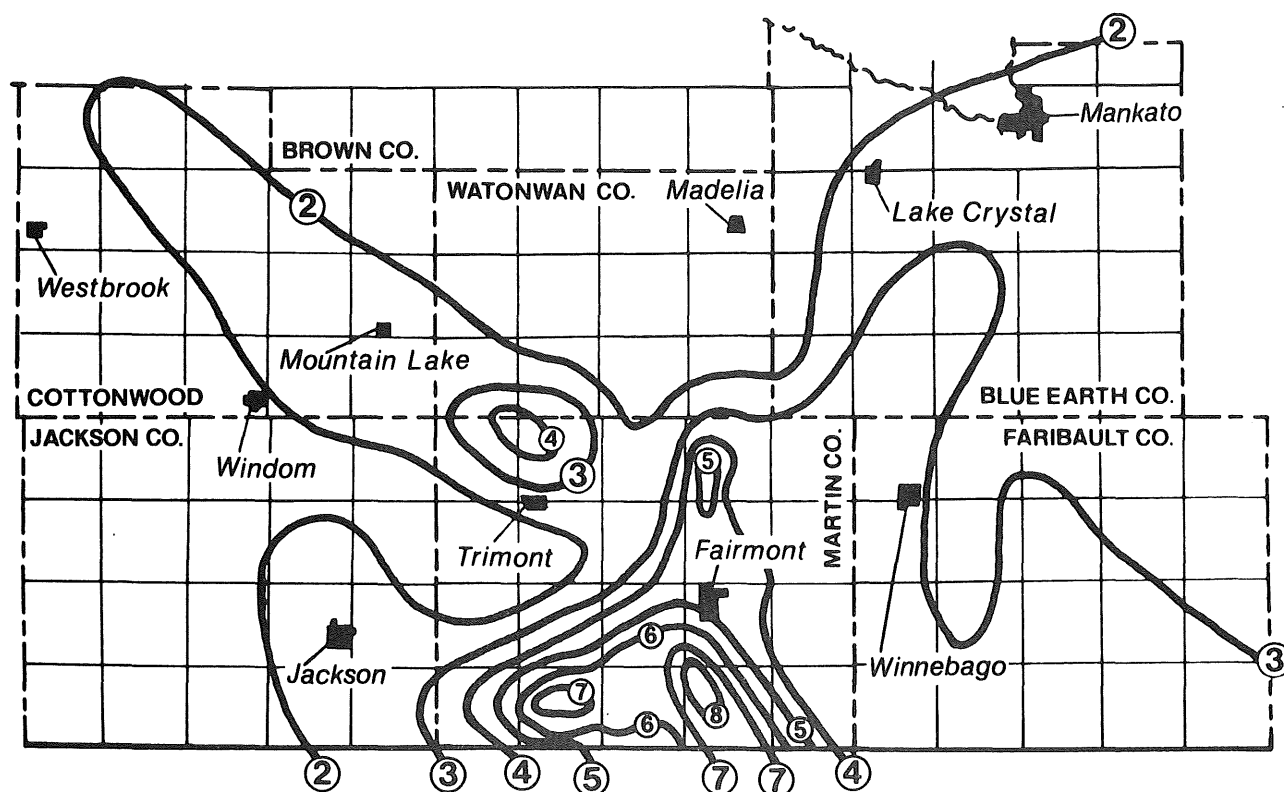 ②
Mankato
BROWN CO.
WATONWAN CO.
Madelia
Lake Crystal
②
Westbrook
Mountain Lake
COTTONWOOD
BLUE EARTH CO.
JACKSON CO.
FARIBAULT CO.
④
Windom
③
⑤
MARTIN CO.
Trimont
Fairmont
⑥
Jackson
Winnebago
③
⑦
⑧
⑥
⑤
②
③
④
⑤
⑦
⑦
④